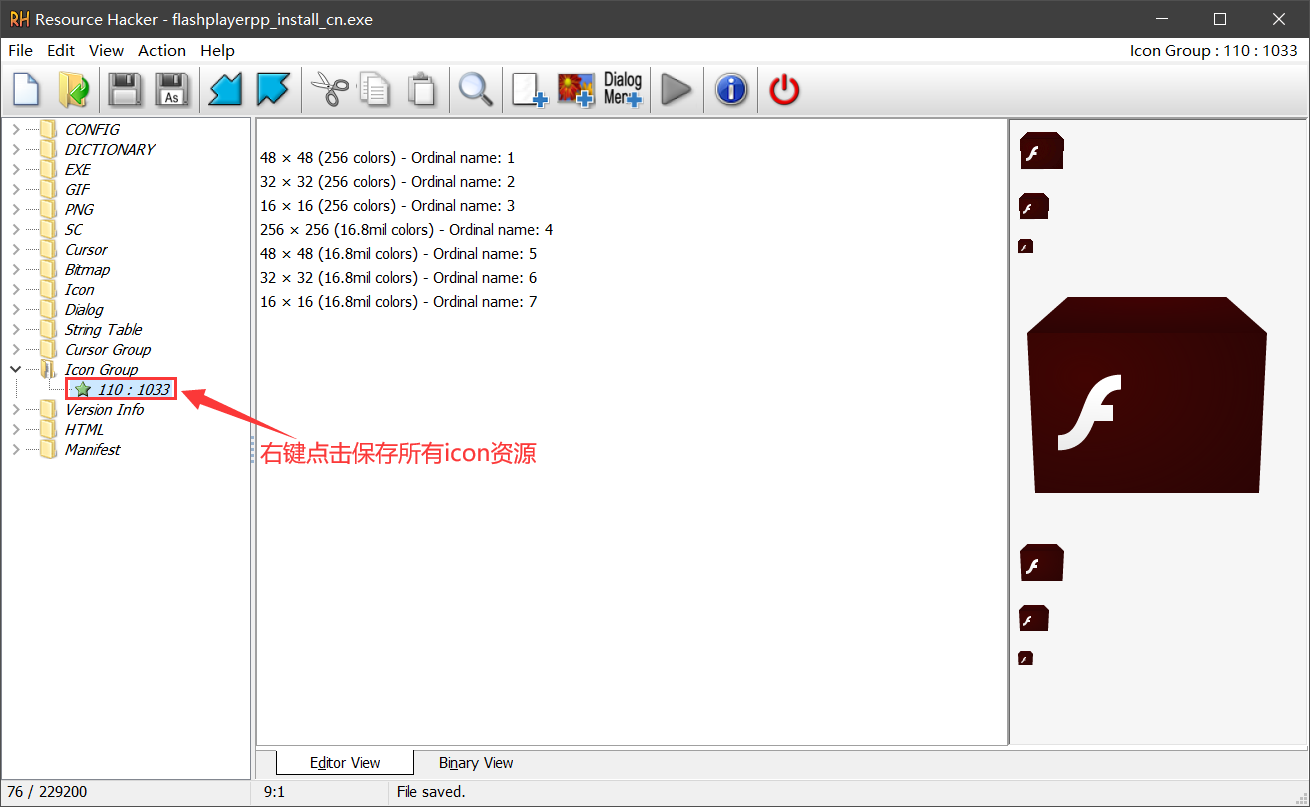 RH Resource Hacker - flashplayerpp_install_cn.exe
File Edit View Action Help Icon Group : 110 : 1033
As
Dialog
Menu
CONFIG
DICTIONARY
EXE
GIF
PNG
SC
Cursor
Bitmap
Icon
Dialog
String Table
Cursor Group
Icon Group
110 : 1033
Version Info
HTML
Manifest
48 × 48 (256 colors) - Ordinal name: 1
32 × 32 (256 colors) - Ordinal name: 2
16 × 16 (256 colors) - Ordinal name: 3
256 × 256 (16.8mil colors) - Ordinal name: 4
48 × 48 (16.8mil colors) - Ordinal name: 5
32 × 32 (16.8mil colors) - Ordinal name: 6
16 × 16 (16.8mil colors) - Ordinal name: 7
右键点击保存所有icon资源
Editor View Binary View
76 / 229200 9:1 File saved.